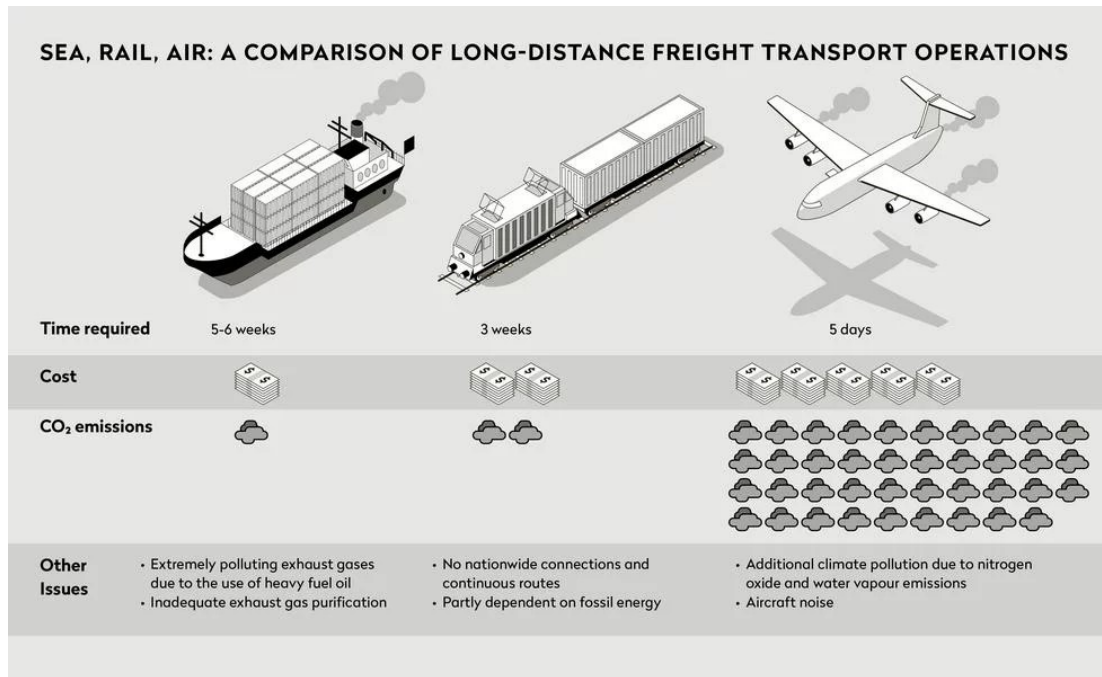 SEA, RAIL, AIR: A COMPARISON OF LONG-DISTANCE FREIGHT TRANSPORT OPERATIONS
Time required
5-6 weeks
3 weeks
5 days
Cost
$ $
$ $ $ $
$ $ $ $ $ $ $ $ $ $
CO₂ emissions
Other
Issues
• Extremely polluting exhaust gases
due to the use of heavy fuel oil
• Inadequate exhaust gas purification
• No nationwide connections and
continuous routes
• Partly dependent on fossil energy
• Additional climate pollution due to nitrogen
oxide and water vapour emissions
• Aircraft noise